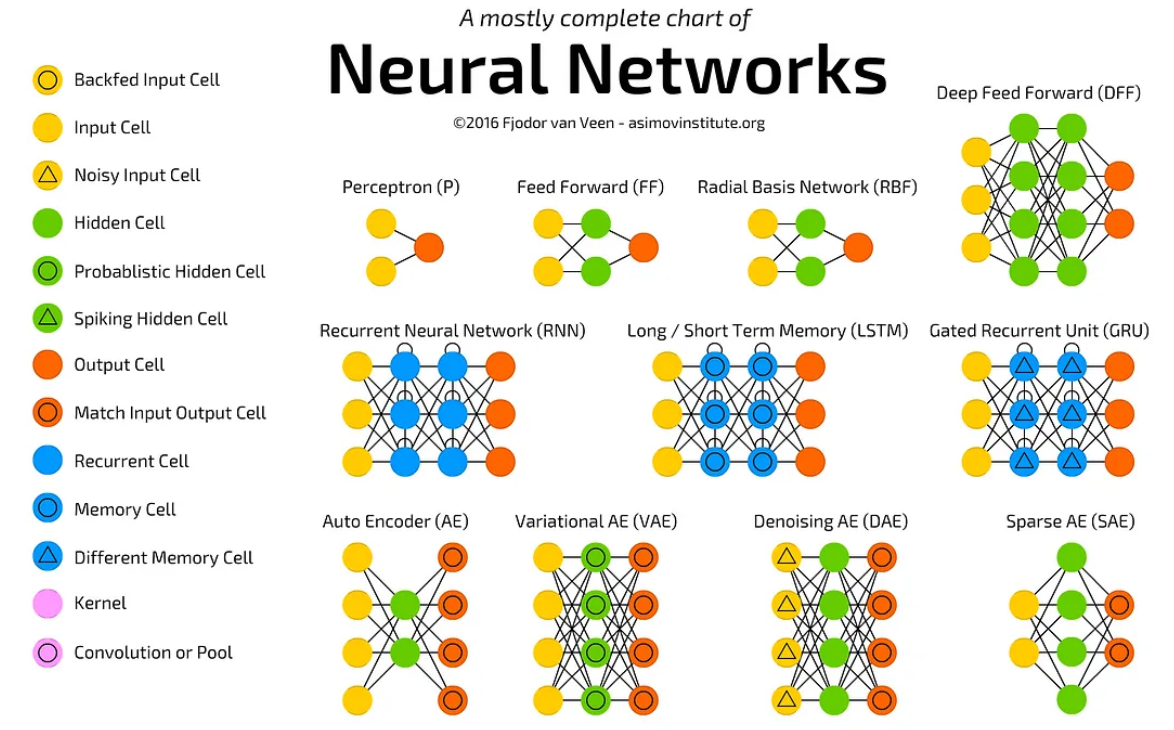 A mostly complete chart of
Neural Networks
©2016 Fjodor van Veen - asimovinstitute.org
Backfed Input Cell
Input Cell
Noisy Input Cell
Hidden Cell
Probablistic Hidden Cell
Spiking Hidden Cell
Output Cell
Match Input Output Cell
Recurrent Cell
Memory Cell
Different Memory Cell
Kernel
Convolution or Pool
Deep Feed Forward (DFF)
Perceptron (P)
Feed Forward (FF)
Radial Basis Network (RBF)
Recurrent Neural Network (RNN)
Long / Short Term Memory (LSTM)
Gated Recurrent Unit (GRU)
Auto Encoder (AE)
Variational AE (VAE)
Denoising AE (DAE)
Sparse AE (SAE)